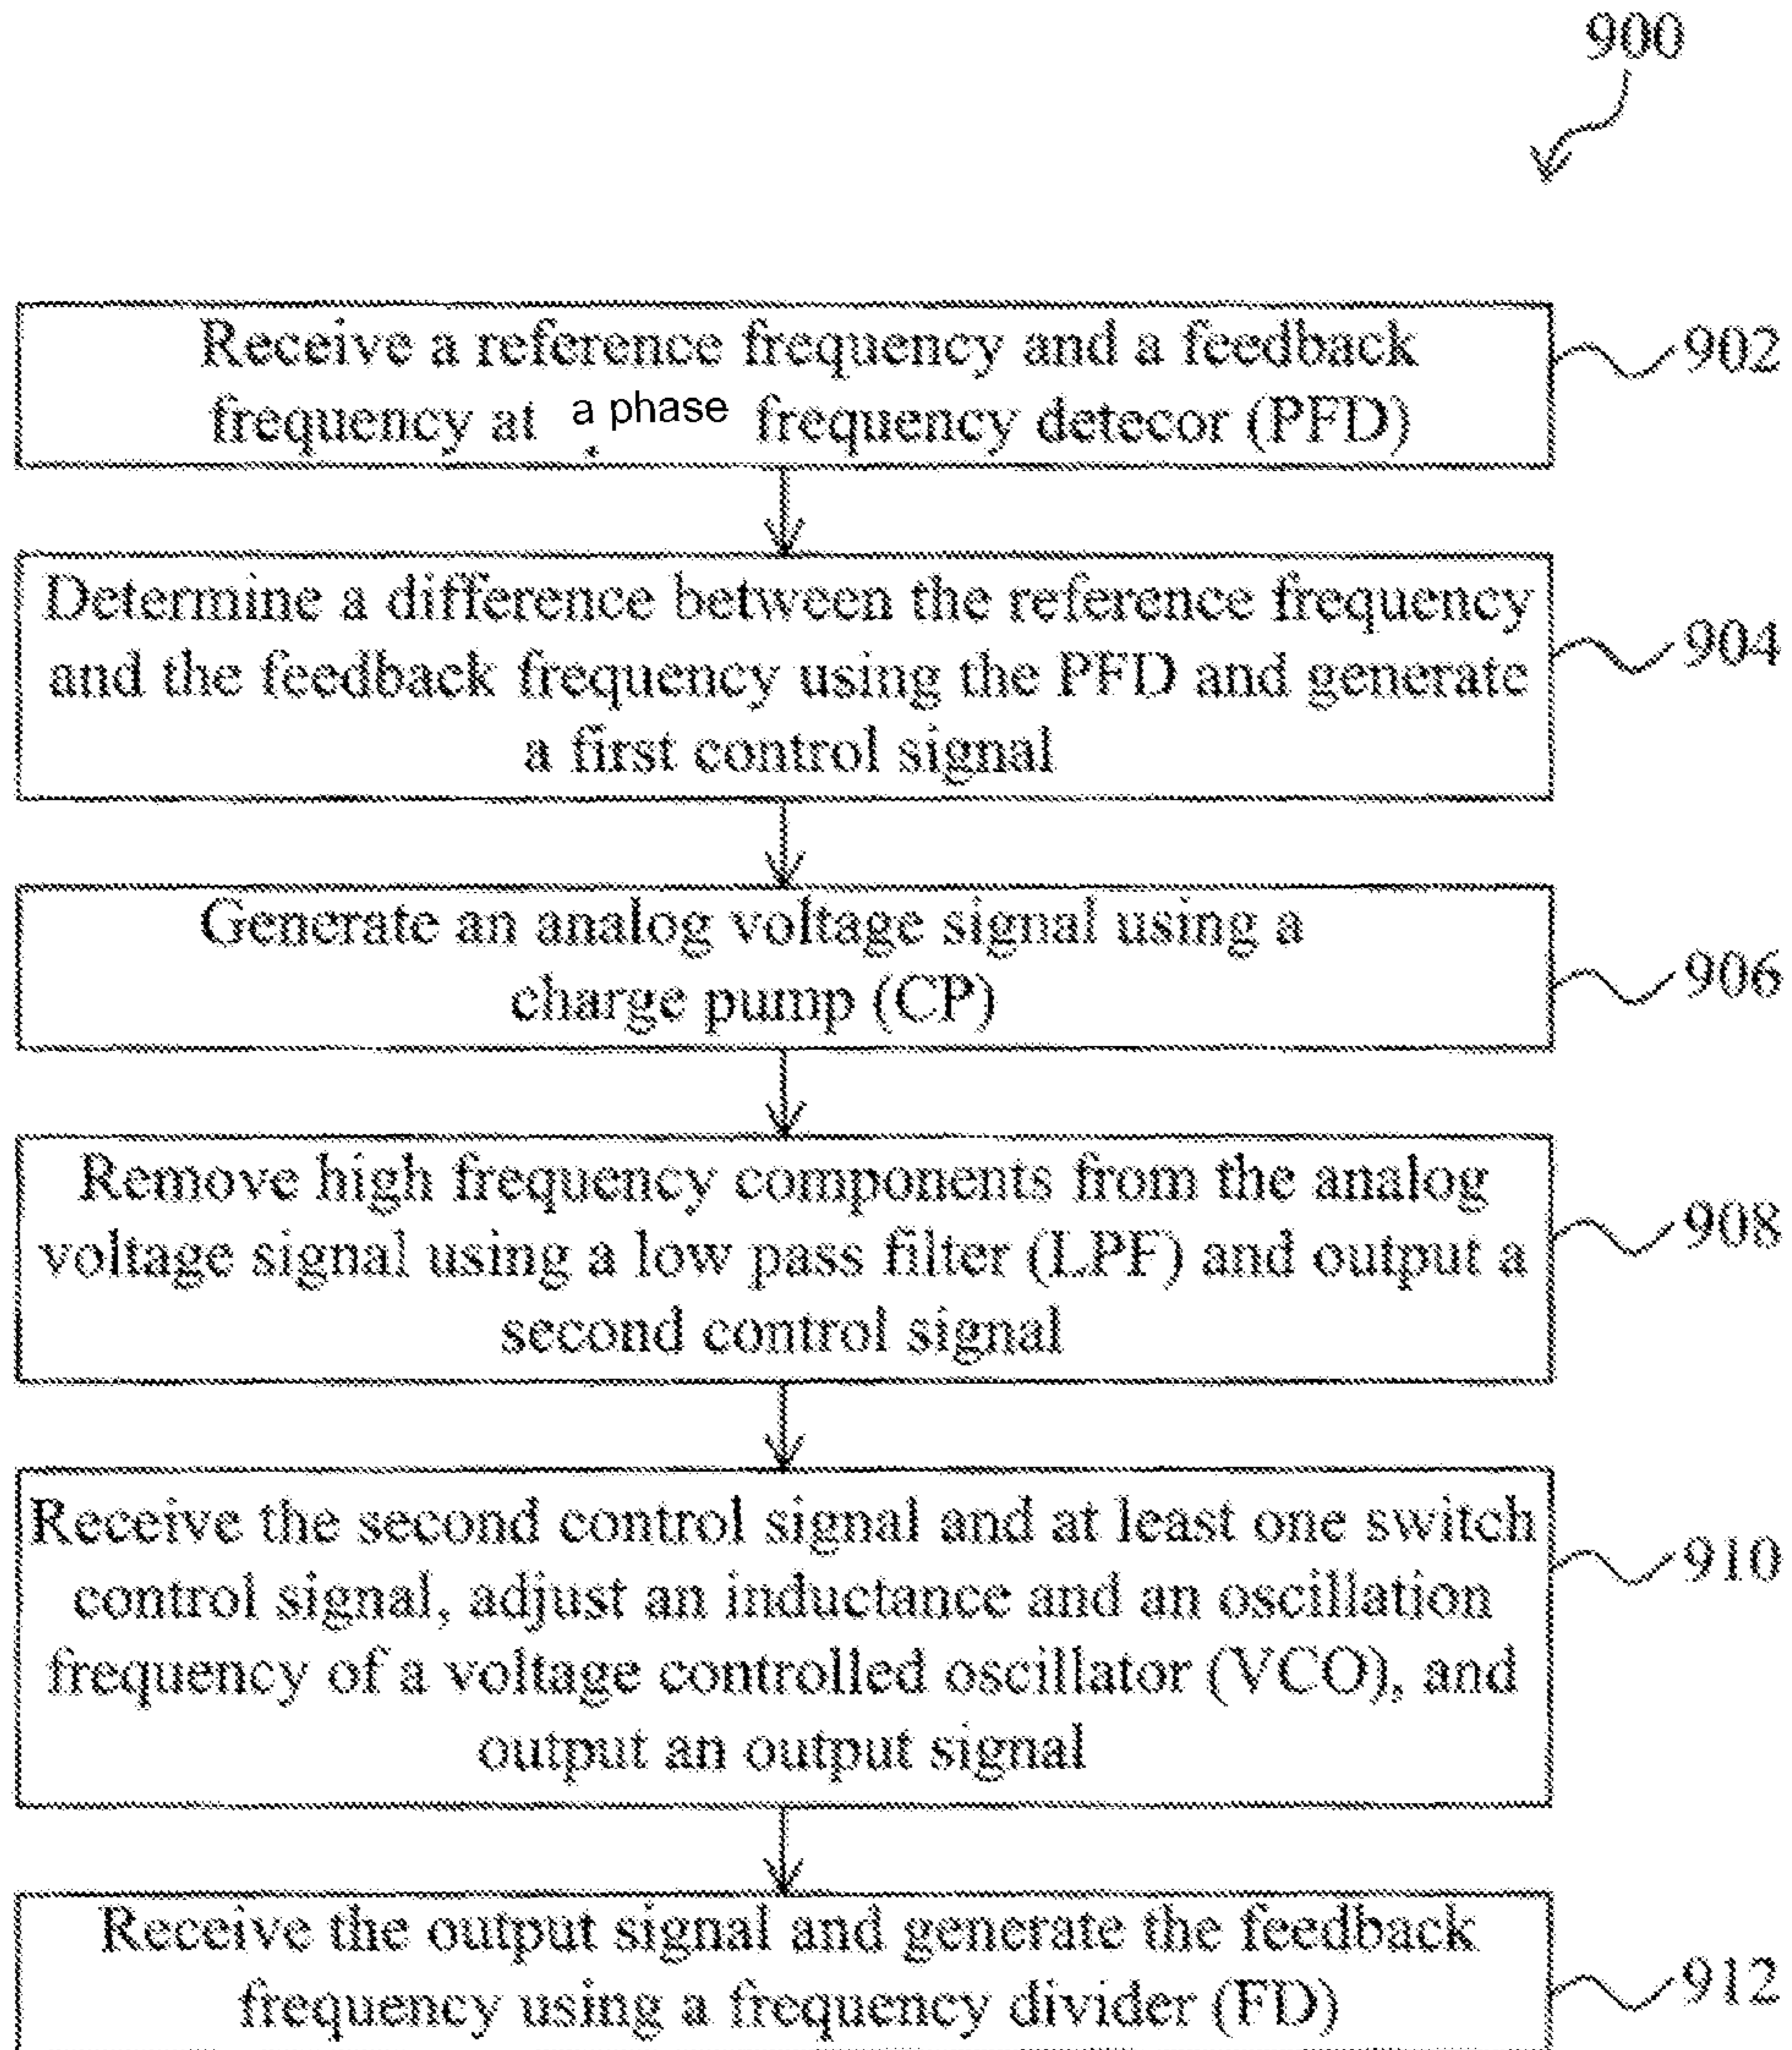 900
Receive a reference frequency and a feedback
frequency at a phase frequency detecor (PFD)
902
Determine a difference between the reference frequency
and the feedback frequency using the PFD and generate
a first control signal
904
Generate an analog voltage signal using a
charge pump (CP)
906
Remove high frequency components from the analog
voltage signal using a low pass filter (LPF) and output a
second control signal
908
Receive the second control signal and at least one switch
control signal, adjust an inductance and an oscillation
frequency of a voltage controlled oscillator (VCO), and
output an output signal
910
Receive the output signal and generate the feedback
frequency using a frequency divider (FD)
912